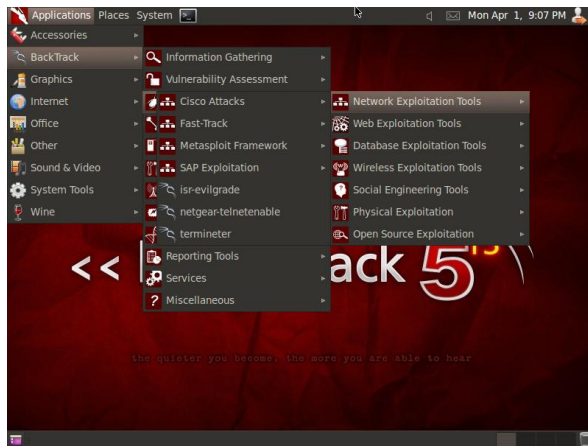 Applications Places System
Mon Apr 1, 9:07 PM
Accessories
BackTrack
Graphics
Internet
Office
Other
Sound & Video
System Tools
Wine
Information Gathering
Vulnerability Assessment
Cisco Attacks
Fast-Track
Metasploit Framework
SAP Exploitation
isr-evilgrade
netgear-telnetenable
termineter
Reporting Tools
Services
Miscellaneous
Network Exploitation Tools
Web Exploitation Tools
Database Exploitation Tools
Wireless Exploitation Tools
Social Engineering Tools
Physical Exploitation
Open Source Exploitation
<< ack 5
the quieter you become, the more you are able to hear